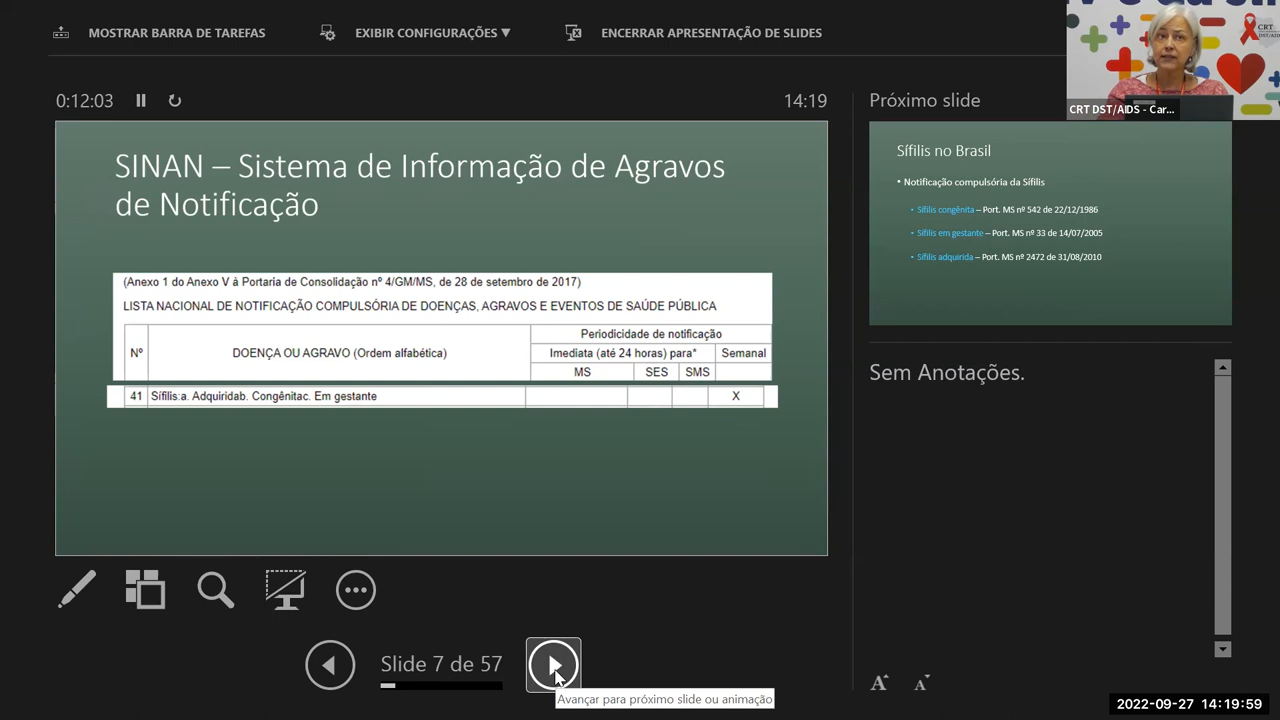 MOSTRAR BARRA DE TAREFAS
EXIBIR CONFIGURAÇÕES ▼
ENCERRAR APRESENTAÇÃO DE SLIDES
CRT
DST/AIDS
CRT DST/AIDS - Car...
0:12:03
14:19
Próximo slide
SINAN – Sistema de Informação de Agravos
de Notificação
(Anexo 1 do Anexo V à Portaria de Consolidação nº 4/GM/MS, de 28 de setembro de 2017)
LISTA NACIONAL DE NOTIFICAÇÃO COMPULSÓRIA DE DOENÇAS, AGRAVOS E EVENTOS DE SAÚDE PÚBLICA
Nº
DOENÇA OU AGRAVO (Ordem alfabética)
Periodicidade de notificação
Imediata (até 24 horas) para*
Semanal
MS
SES
SMS
41 Sífilis:a. Adquiridab. Congênitac. Em gestante X
Sífilis no Brasil
• Notificação compulsória da Sífilis
• Sífilis congênita – Port. MS nº 542 de 22/12/1986
• Sífilis em gestante – Port. MS nº 33 de 14/07/2005
• Sífilis adquirida – Port. MS nº 2472 de 31/08/2010
Sem Anotações.
Slide 7 de 57
Avançar para próximo slide ou animação
A A
2022-09-27 14:19:59